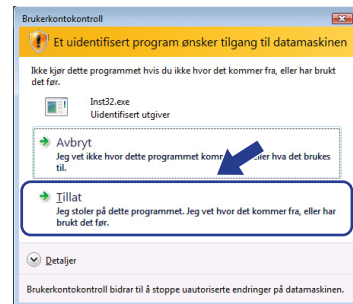 Brukerkontokontroll
Et uidentifisert program ønsker tilgang til datamaskinen
Ikke kjør dette programmet hvis du ikke hvor det kommer fra, eller har brukt
det før.
Inst32.exe
Uidentifisert utgiver
Avbryt
Jeg vet ikke hvor dette programmet eller hva det brukes
til.
Tillat
Jeg stoler på dette programmet. Jeg vet hvor det kommer fra, eller har
brukt det før.
Detaljer
Brukerkontokontroll bidrar til å stoppe uautoriserte endringer på datamaskinen.